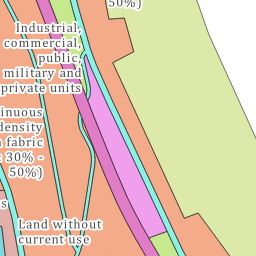 50%)
Industrial,
commercial,
public,
military and
private units
inuous
density
fabric
30% -
50%)
s
Land without
current use